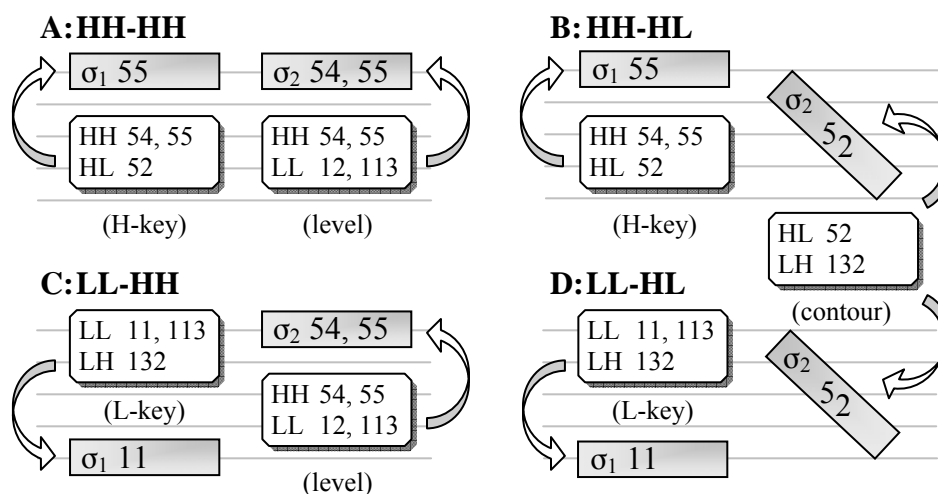 A: HH-HH
σ₁ 55
σ₂ 54, 55
HH 54, 55
HL 52
HH 54, 55
LL 12, 113
(H-key)
(level)
B: HH-HL
σ₁ 55
σ₂ 52
HH 54, 55
HL 52
(H-key)
HL 52
LH 132
(contour)
C: LL-HH
LL 11, 113
LH 132
σ₂ 54, 55
(L-key)
HH 54, 55
LL 12, 113
σ₁ 11
(level)
D: LL-HL
LL 11, 113
LH 132
σ₂ 52
(L-key)
σ₁ 11